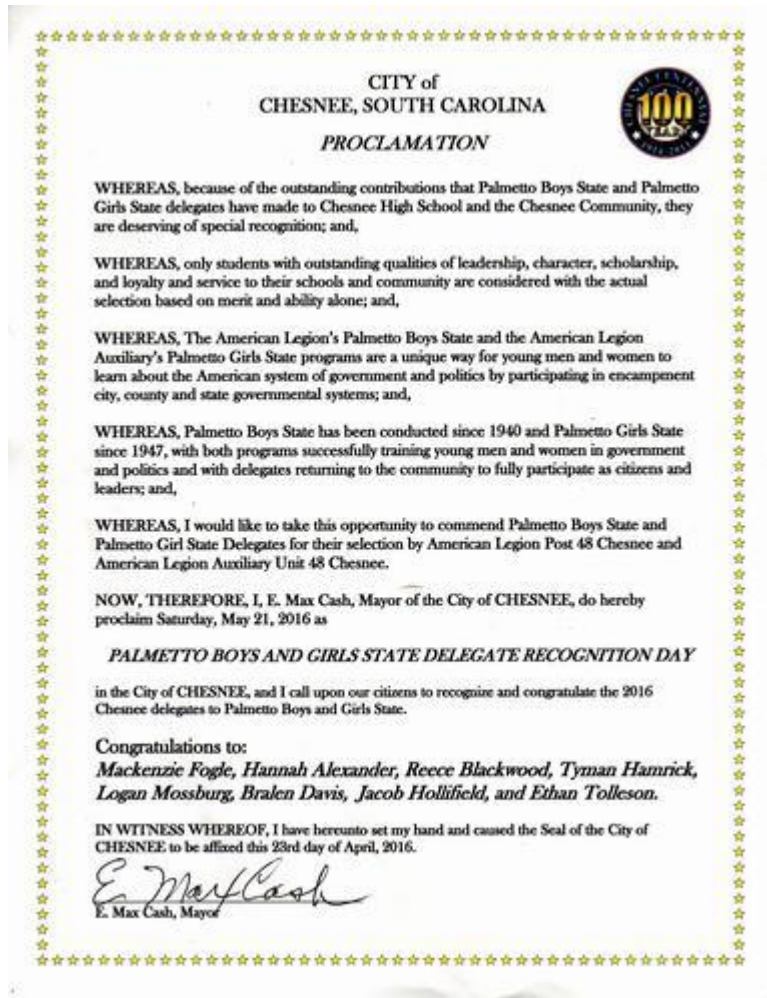 CITY of
CHESNEE, SOUTH CAROLINA
PROCLAMATION
CHESNEE CENTENNIAL
100
YEARS
1911-2011
WHEREAS, because of the outstanding contributions that Palmetto Boys State and Palmetto
Girls State delegates have made to Chesnee High School and the Chesnee Community, they
are deserving of special recognition; and,
WHEREAS, only students with outstanding qualities of leadership, character, scholarship,
and loyalty and service to their schools and community are considered with the actual
selection based on merit and ability alone; and,
WHEREAS, The American Legion's Palmetto Boys State and the American Legion
Auxiliary's Palmetto Girls State programs are a unique way for young men and women to
learn about the American system of government and politics by participating in encampment
city, county and state governmental systems; and,
WHEREAS, Palmetto Boys State has been conducted since 1940 and Palmetto Girls State
since 1947, with both programs successfully training young men and women in government
and politics and with delegates returning to the community to fully participate as citizens and
leaders; and,
WHEREAS, I would like to take this opportunity to commend Palmetto Boys State and
Palmetto Girl State Delegates for their selection by American Legion Post 48 Chesnee and
American Legion Auxiliary Unit 48 Chesnee.
NOW, THEREFORE, I, E. Max Cash, Mayor of the City of CHESNEE, do hereby
proclaim Saturday, May 21, 2016 as
PALMETTO BOYS AND GIRLS STATE DELEGATE RECOGNITION DAY
in the City of CHESNEE, and I call upon our citizens to recognize and congratulate the 2016
Chesnee delegates to Palmetto Boys and Girls State.
Congratulations to:
Mackenzie Fogle, Hannah Alexander, Reece Blackwood, Tyman Hamrick,
Logan Mossburg, Bralen Davis, Jacob Hollifield, and Ethan Tolleson.
IN WITNESS WHEREOF, I have hereunto set my hand and caused the Seal of the City of
CHESNEE to be affixed this 23rd day of April, 2016.
E. Max Cash
E. Max Cash, Mayor